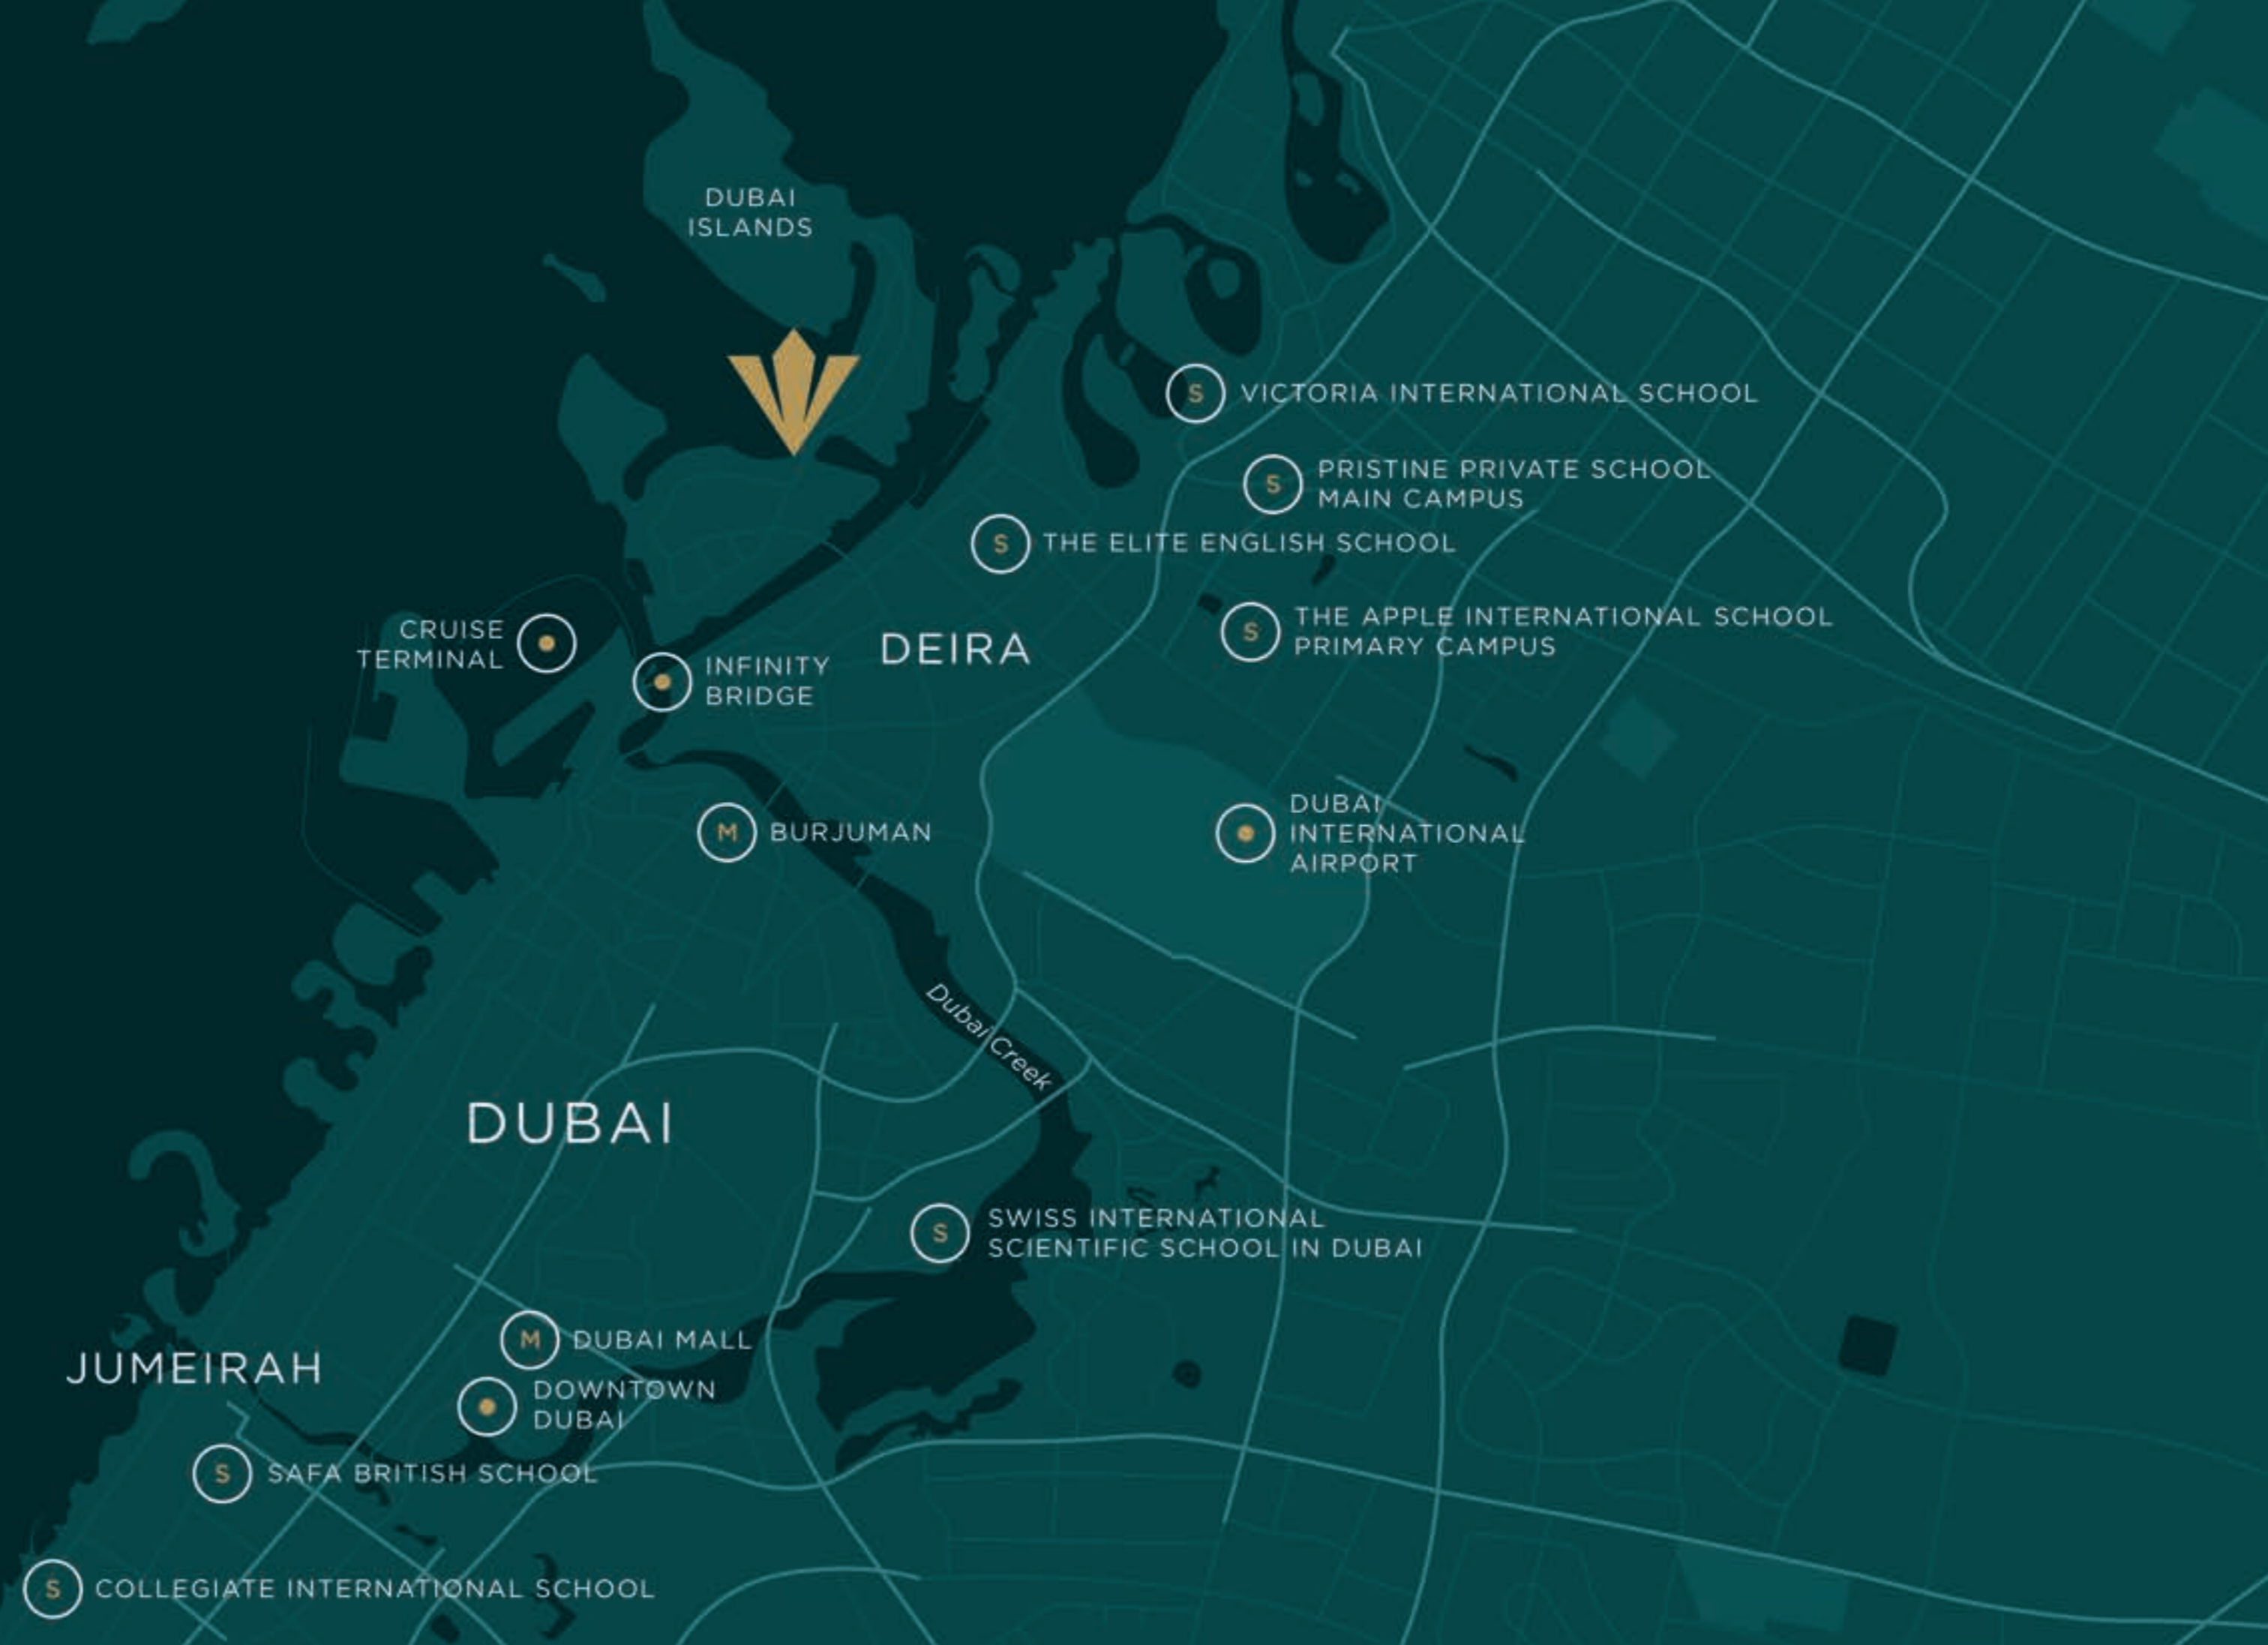 DUBAI
ISLANDS
S
VICTORIA INTERNATIONAL SCHOOL
S
PRISTINE PRIVATE SCHOOL
MAIN CAMPUS
S
THE ELITE ENGLISH SCHOOL
S
THE APPLE INTERNATIONAL SCHOOL
PRIMARY CAMPUS
CRUISE
TERMINAL
DEIRA
INFINITY
BRIDGE
M
BURJUMAN
DUBAI
INTERNATIONAL
AIRPORT
Dubai Creek
DUBAI
S
SWISS INTERNATIONAL
SCIENTIFIC SCHOOL IN DUBAI
M
DUBAI MALL
JUMEIRAH
DOWNTOWN
DUBAI
S
SAFA BRITISH SCHOOL
S
COLLEGIATE INTERNATIONAL SCHOOL